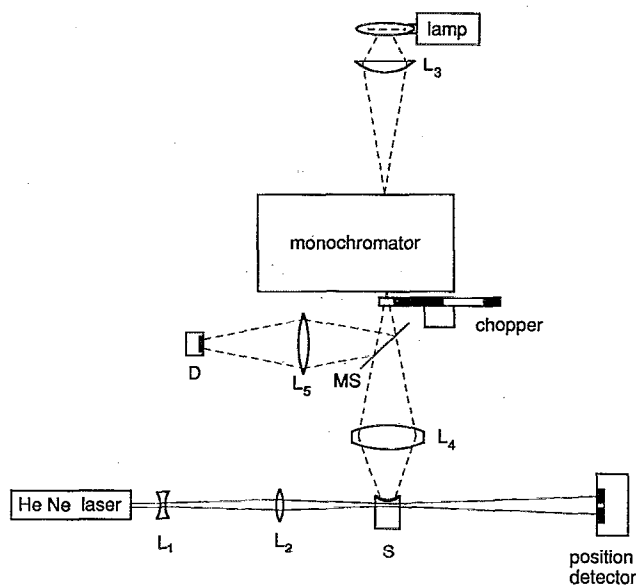 lamp
L3
monochromator
chopper
D
L5
MS
L4
He Ne laser
L1
L2
S
position
detector